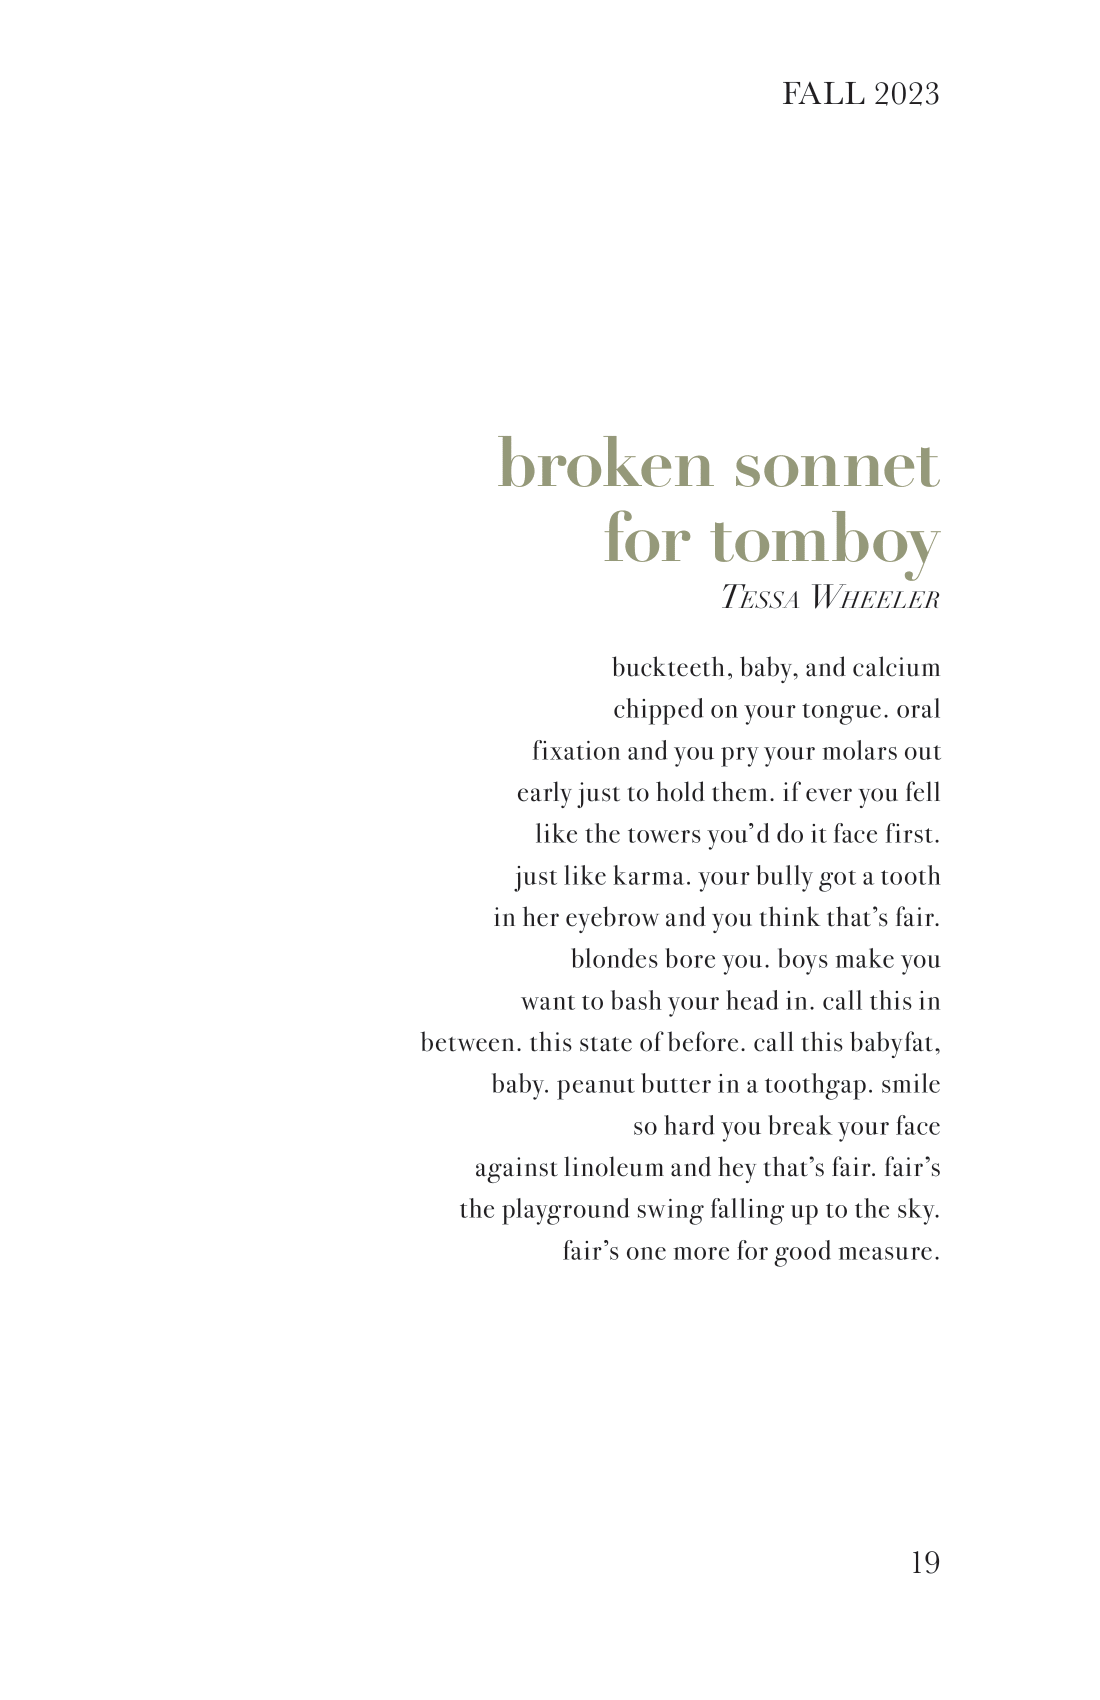 FALL 2023
broken sonnet
for tomboy
Tessa Wheeler
buckteeth, baby, and calcium
chipped on your tongue. oral
fixation and you pry your molars out
early just to hold them. if ever you fell
like the towers you’d do it face first.
just like karma. your bully got a tooth
in her eyebrow and you think that’s fair.
blondes bore you. boys make you
want to bash your head in. call this in
between. this state of before. call this babyfat,
baby. peanut butter in a toothgap. smile
so hard you break your face
against linoleum and hey that’s fair. fair’s
the playground swing falling up to the sky.
fair’s one more for good measure.
19